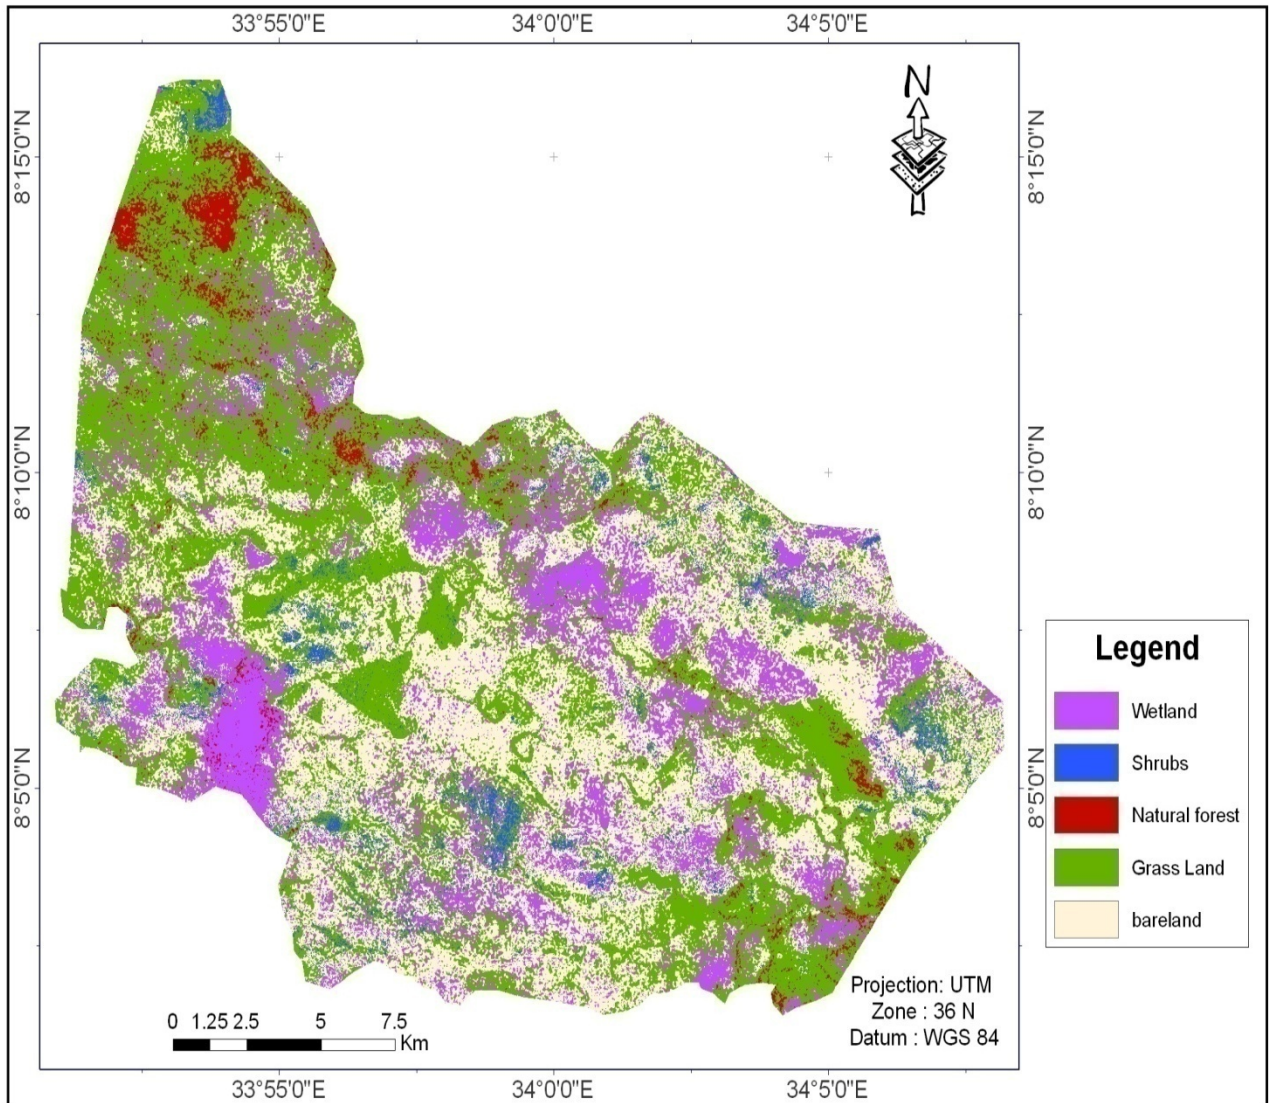 33°55'0"E 34°0'0"E 34°5'0"E
N
8°15'0"N 8°15'0"N
8°10'0"N 8°10'0"N
8°5'0"N 8°5'0"N
Legend
Wetland
Shrubs
Natural forest
Grass Land
bareland
Projection: UTM
Zone : 36 N
Datum : WGS 84
0 1.25 2.5 5 7.5
Km
33°55'0"E 34°0'0"E 34°5'0"E